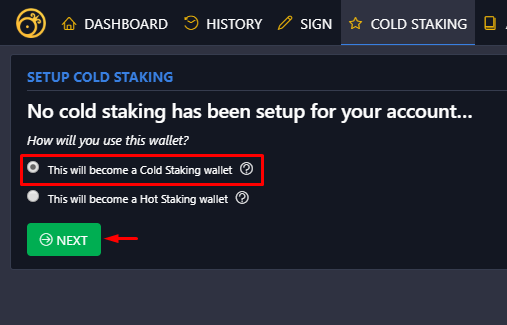 DASHBOARD HISTORY SIGN COLD STAKING
SETUP COLD STAKING
No cold staking has been setup for your account...
How will you use this wallet?
This will become a Cold Staking wallet
This will become a Hot Staking wallet
NEXT